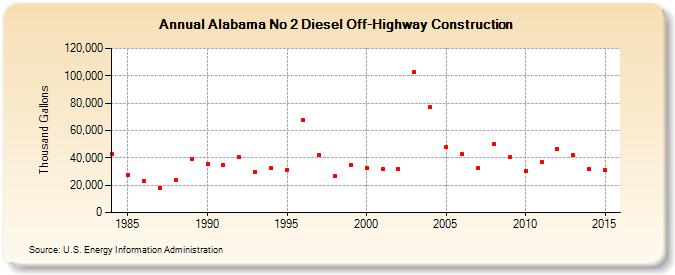 Annual Alabama No 2 Diesel Off-Highway Construction
Thousand Gallons
120,000
100,000
80,000
60,000
40,000
20,000
0
1985 1990 1995 2000 2005 2010 2015
Source: U.S. Energy Information Administration